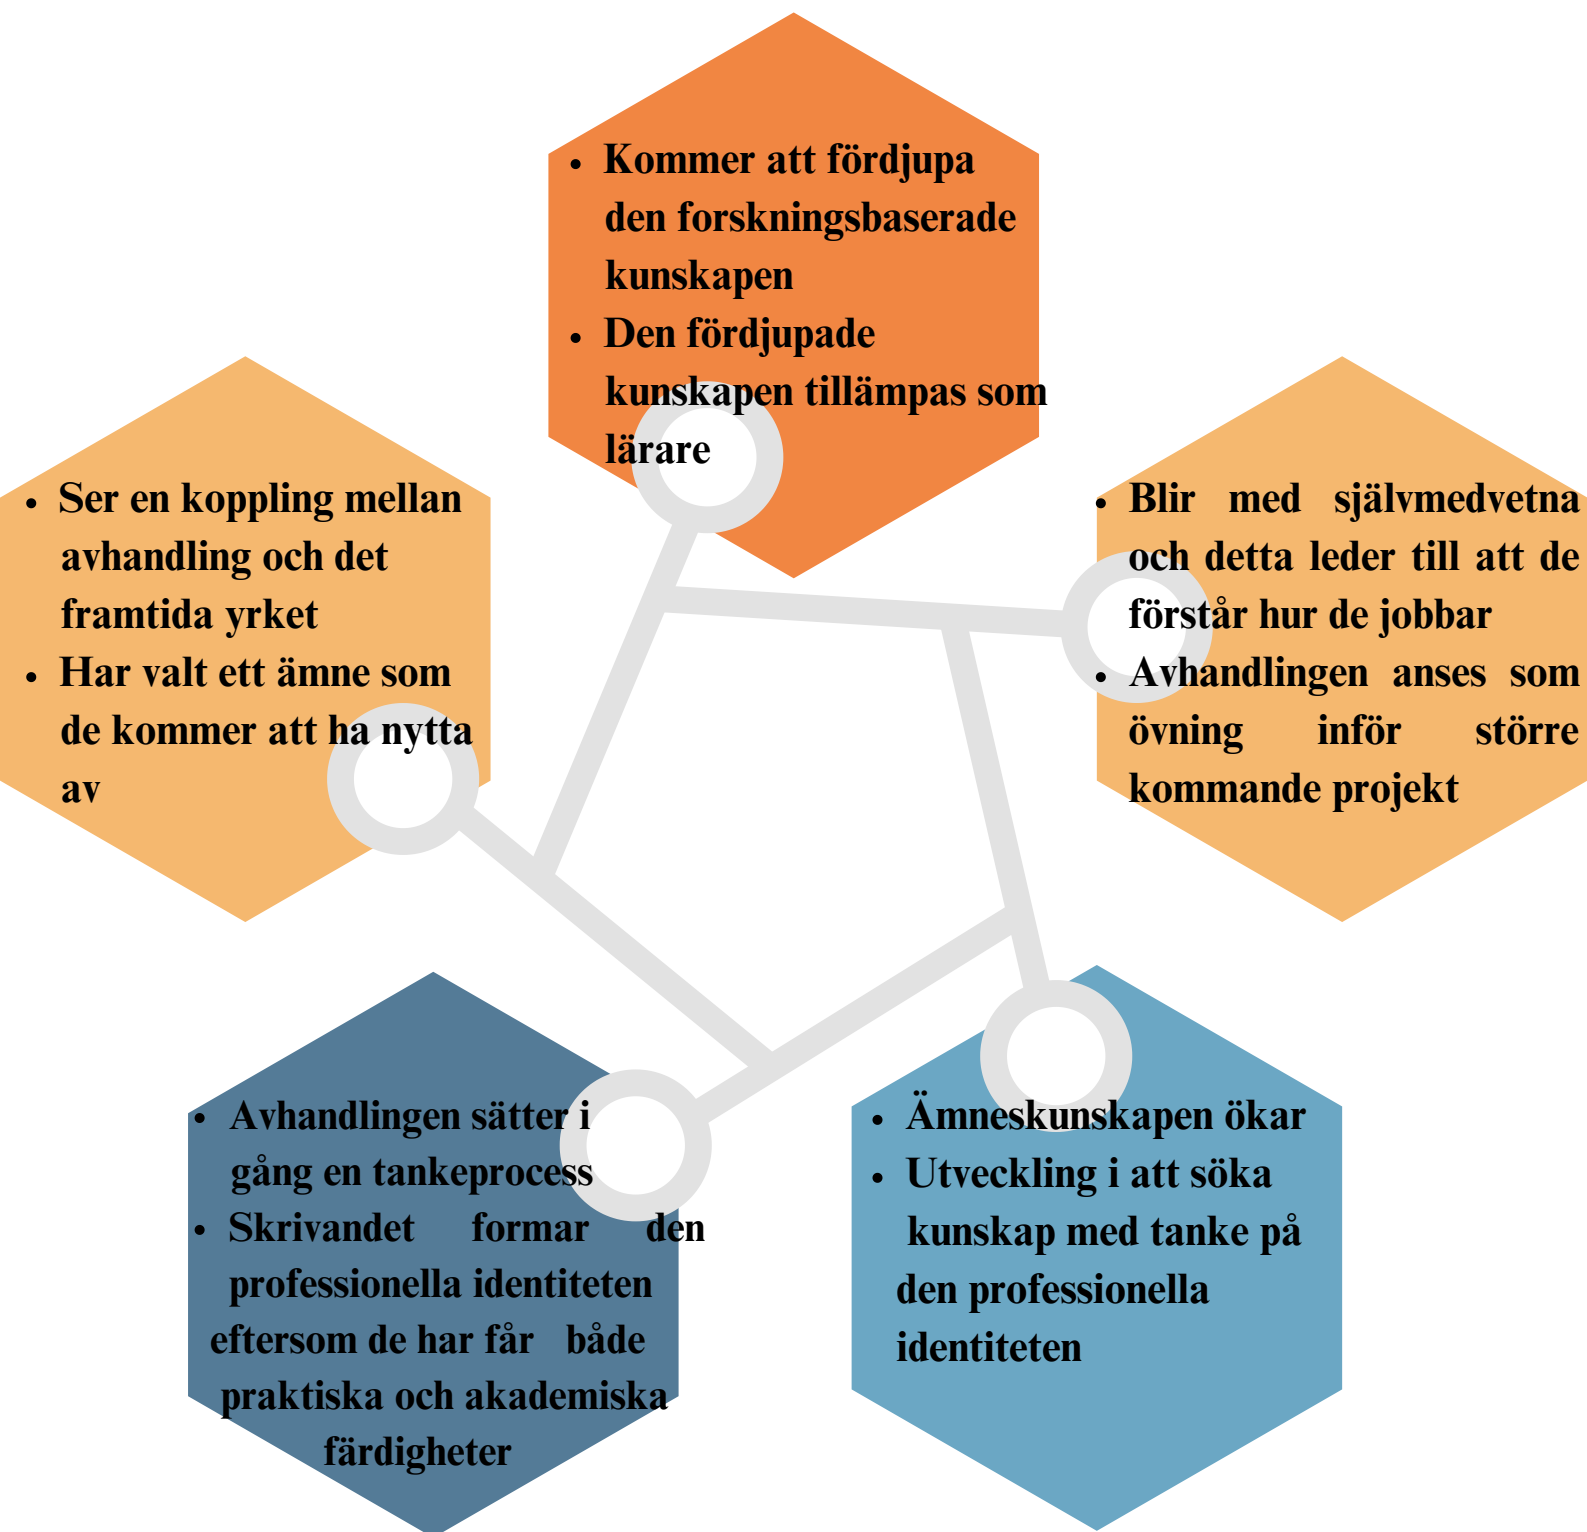 • Kommer att fördjupa
den forskningsbaserade
kunskapen
• Den fördjupade
kunskapen tillämpas som
lärare
• Ser en koppling mellan
avhandling och det
framtida yrket
• Har valt ett ämne som
de kommer att ha nytta
av
• Blir med självmedvetna
och detta leder till att de
förstår hur de jobbar
• Avhandlingen anses som
övning inför större
kommande projekt
• Avhandlingen sätter i
gång en tankeprocess
• Skrivandet formar den
professionella identiteten
eftersom de har får både
praktiska och akademiska
färdigheter
• Ämneskunskapen ökar
• Utveckling i att söka
kunskap med tanke på
den professionella
identiteten